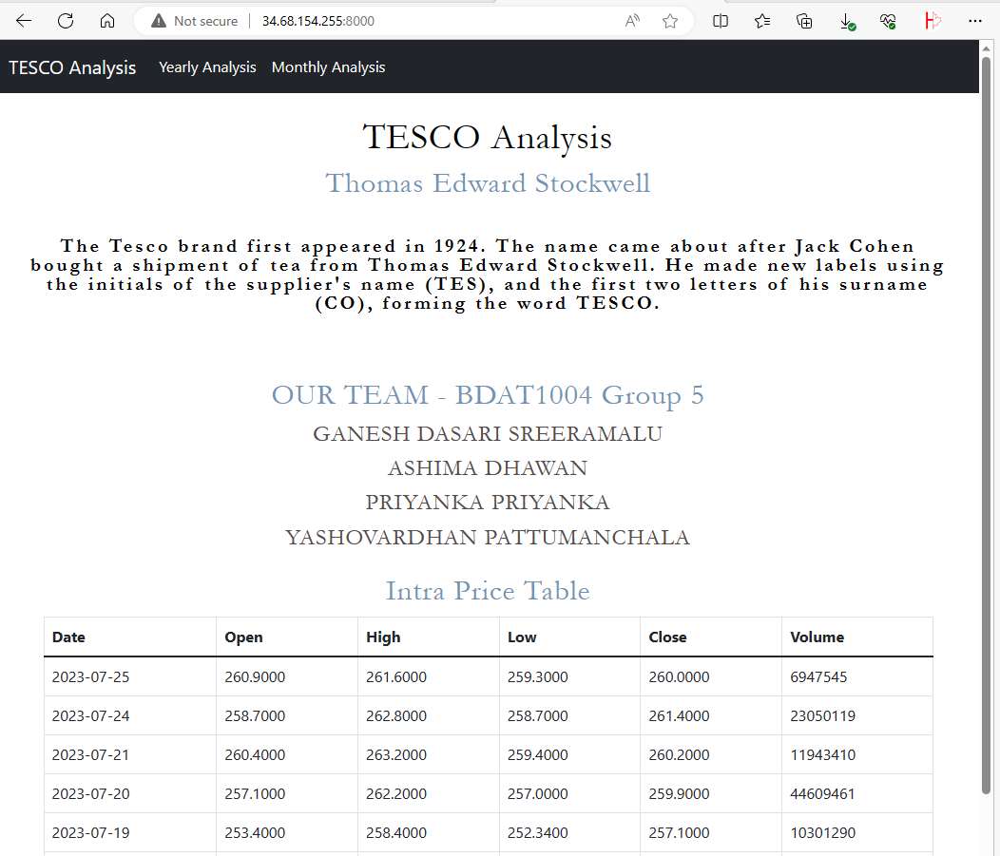 Not secure 34.68.154.255:8000
TESCO Analysis Yearly Analysis Monthly Analysis
TESCO Analysis
Thomas Edward Stockwell
The Tesco brand first appeared in 1924. The name came about after Jack Cohen
bought a shipment of tea from Thomas Edward Stockwell. He made new labels using
the initials of the supplier's name (TES), and the first two letters of his surname
(CO), forming the word TESCO.
OUR TEAM - BDAT1004 Group 5
GANESH DASARI SREERAMALU
ASHIMA DHAWAN
PRIYANKA PRIYANKA
YASHOVARDHAN PATTUMANCHALA
Intra Price Table
Date Open High Low Close Volume
2023-07-25 260.9000 261.6000 259.3000 260.0000 6947545
2023-07-24 258.7000 262.8000 258.7000 261.4000 23050119
2023-07-21 260.4000 263.2000 259.4000 260.2000 11943410
2023-07-20 257.1000 262.2000 257.0000 259.9000 44609461
2023-07-19 253.4000 258.4000 252.3400 257.1000 10301290